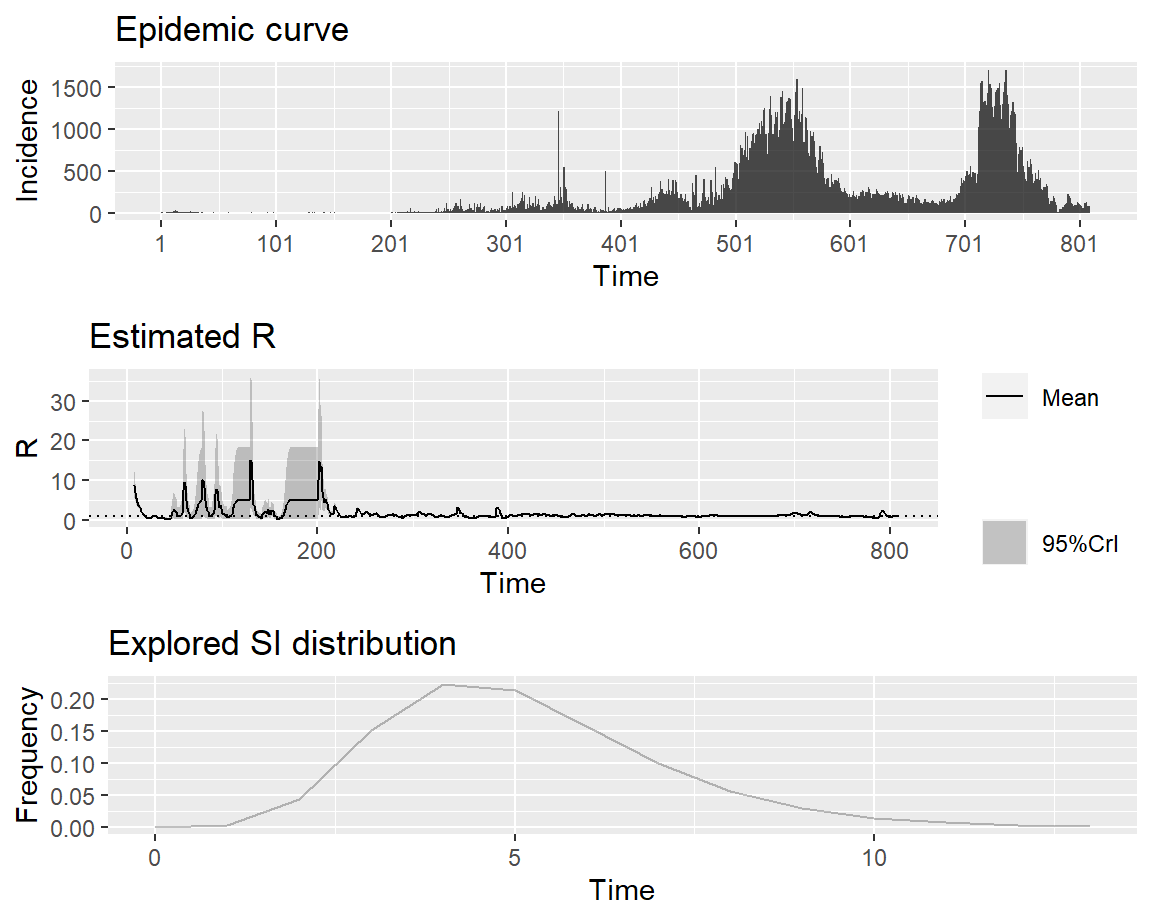 Epidemic curve
Incidence
1500
1000
500
0
1 101 201 301 401 501 601 701 801
Time
Estimated R
R
30
20
10
0
0 200 400 600 800
Time
Mean
95%CrI
Explored SI distribution
Frequency
0.20
0.15
0.10
0.05
0.00
0 5 10
Time